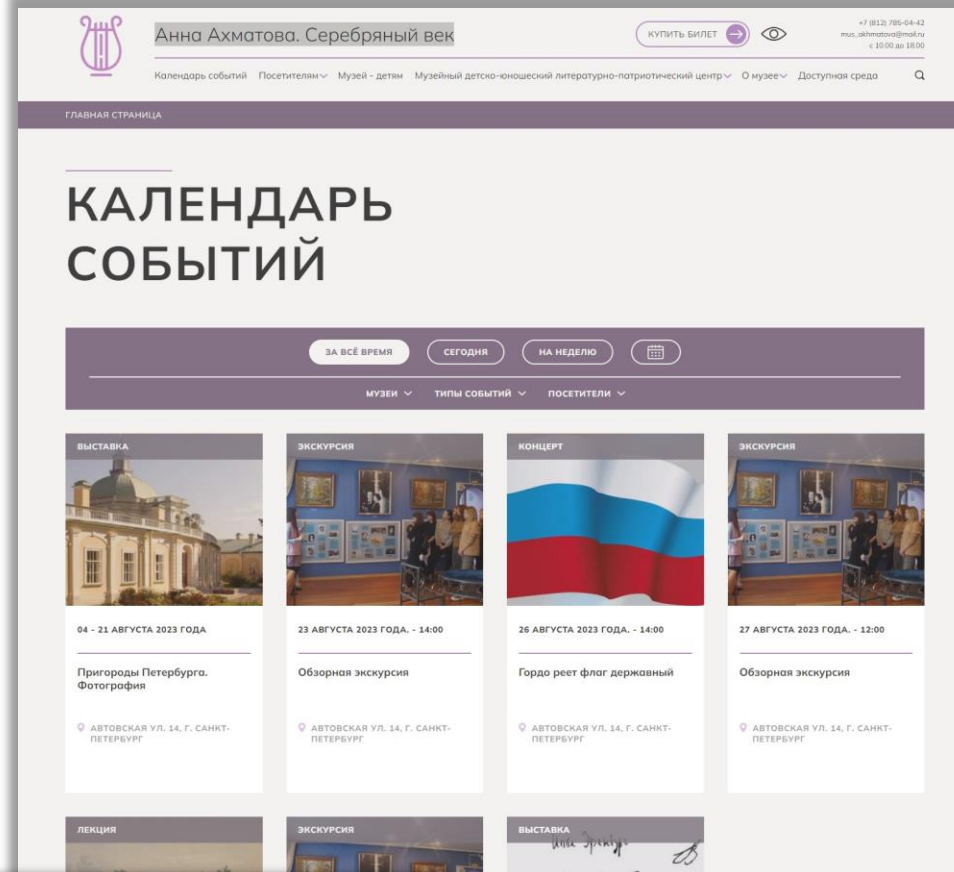 Анна Ахматова. Серебряный век
КУПИТЬ БИЛЕТ
+7 (812) 785-04-42
mus_akhmatova@mail.ru
с 10.00 до 18.00
Календарь событий Посетителям Музей - детям Музейный детско-юношеский литературно-патриотический центр О музее Доступная среда
ГЛАВНАЯ СТРАНИЦА
КАЛЕНДАРЬ
СОБЫТИЙ
ЗА ВСЁ ВРЕМЯ СЕГОДНЯ НА НЕДЕЛЮ
МУЗЕИ ТИПЫ СОБЫТИЙ ПОСЕТИТЕЛИ
ВЫСТАВКА
04 - 21 АВГУСТА 2023 ГОДА
Пригороды Петербурга.
Фотография
АВТОВСКАЯ УЛ. 14, Г. САНКТ-
ПЕТЕРБУРГ
ЭКСКУРСИЯ
23 АВГУСТА 2023 ГОДА. - 14:00
Обзорная экскурсия
АВТОВСКАЯ УЛ. 14, Г. САНКТ-
ПЕТЕРБУРГ
КОНЦЕРТ
26 АВГУСТА 2023 ГОДА. - 14:00
Гордо реет флаг державный
АВТОВСКАЯ УЛ. 14, Г. САНКТ-
ПЕТЕРБУРГ
ЭКСКУРСИЯ
27 АВГУСТА 2023 ГОДА. - 12:00
Обзорная экскурсия
АВТОВСКАЯ УЛ. 14, Г. САНКТ-
ПЕТЕРБУРГ
ЛЕКЦИЯ
ЭКСКУРСИЯ
ВЫСТАВКА